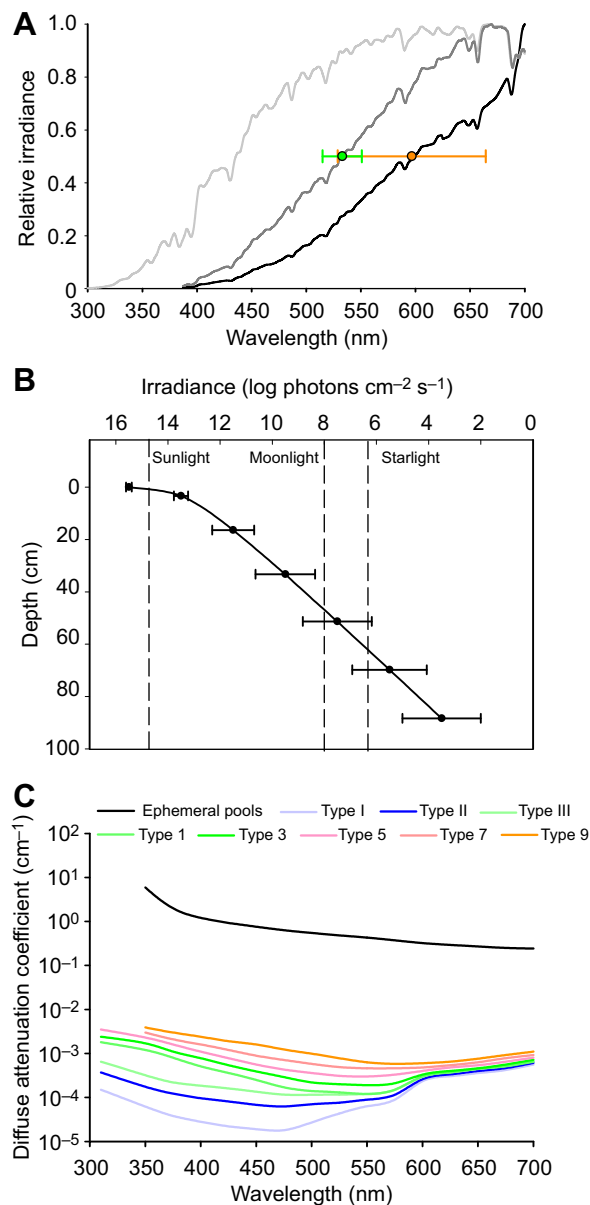 A
1.0
0.8
0.6
0.4
0.2
0
Relative irradiance
300 350 400 450 500 550 600 650 700
Wavelength (nm)
B
Irradiance (log photons cm–2 s–1)
16 14 12 10 8 6 4 2 0
Sunlight Moonlight Starlight
0
20
40
60
80
100
Depth (cm)
C
Ephemeral pools Type I Type II Type III
Type 1 Type 3 Type 5 Type 7 Type 9
10²
10¹
10⁰
10⁻¹
10⁻²
10⁻³
10⁻⁴
10⁻⁵
Diffuse attenuation coefficient (cm⁻¹)
300 350 400 450 500 550 600 650 700
Wavelength (nm)